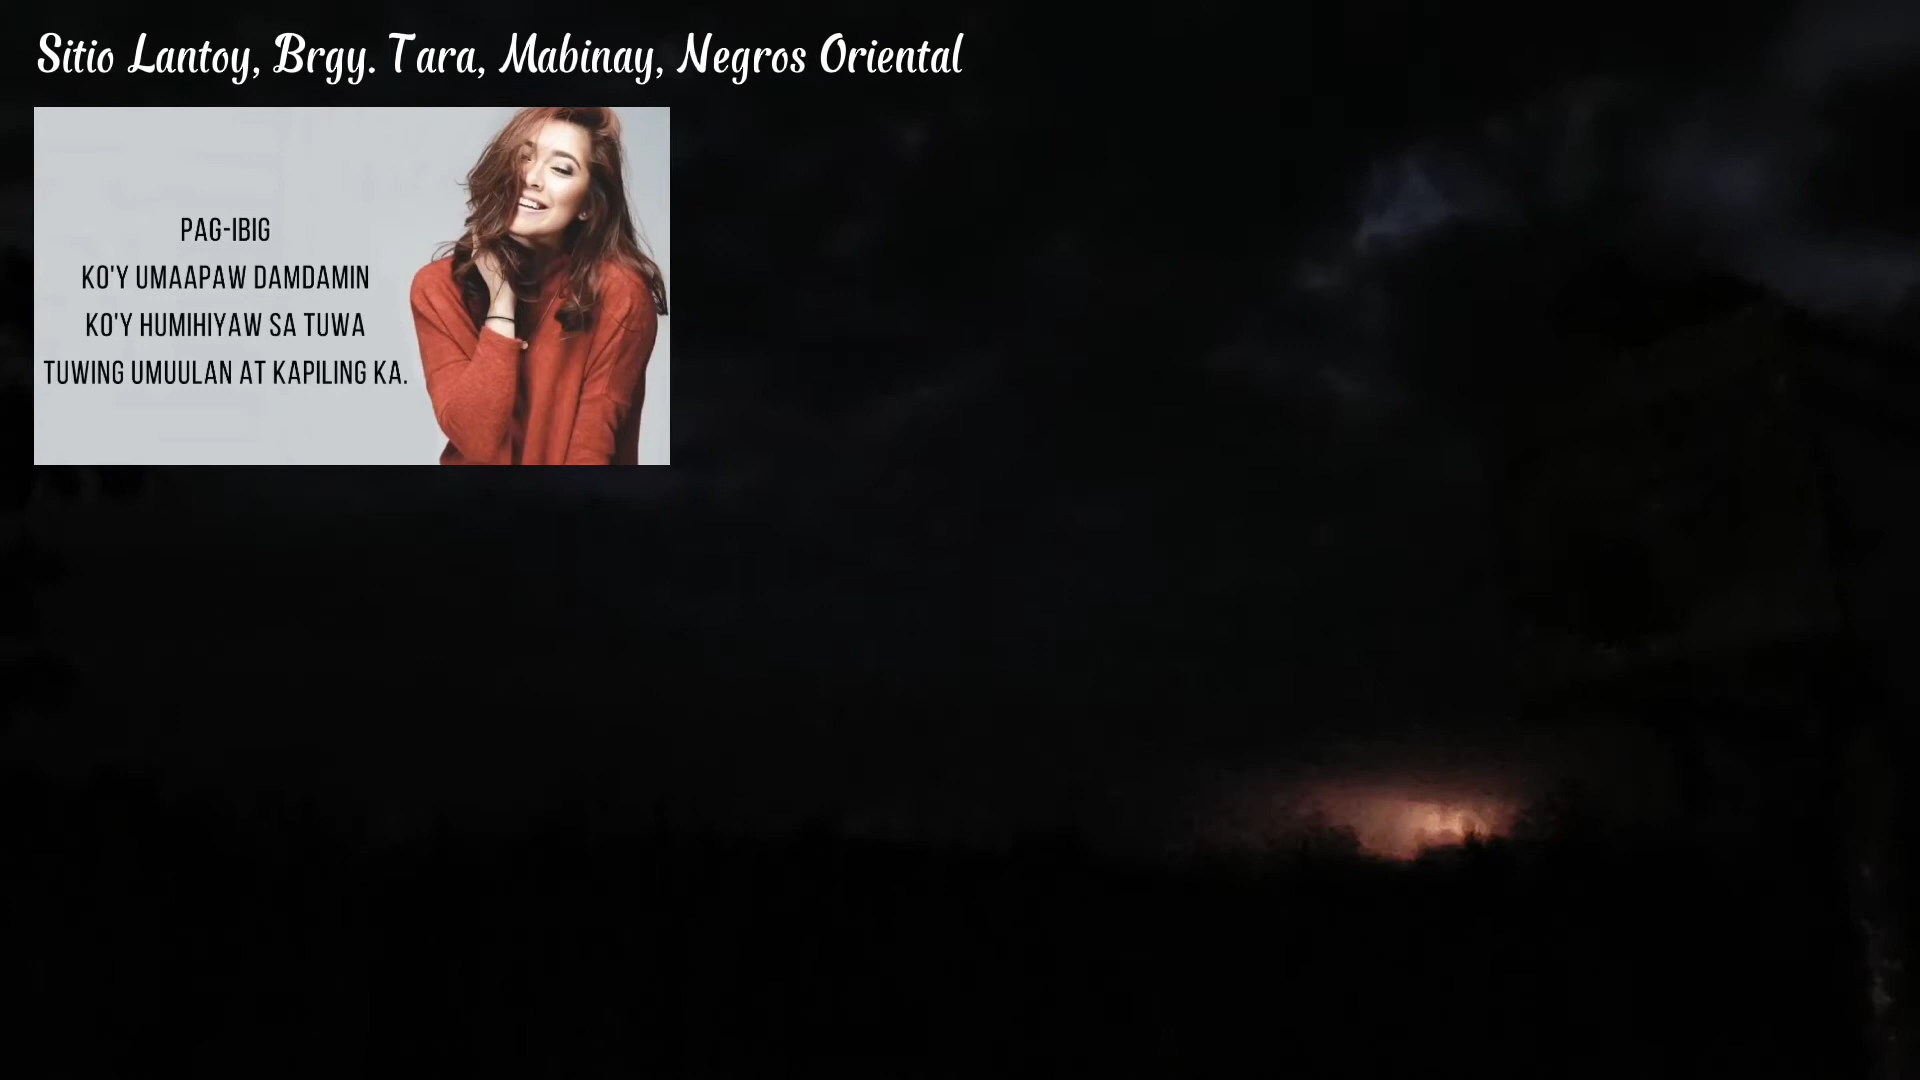 Sitio Lantoy, Brgy. Tara, Mabinay, Negros Oriental
PAG-IBIG
KO'Y UMAAPAW DAMDAMIN
KO'Y HUMIHIYAW SA TUWA
TUWING UMUULAN AT KAPILING KA.